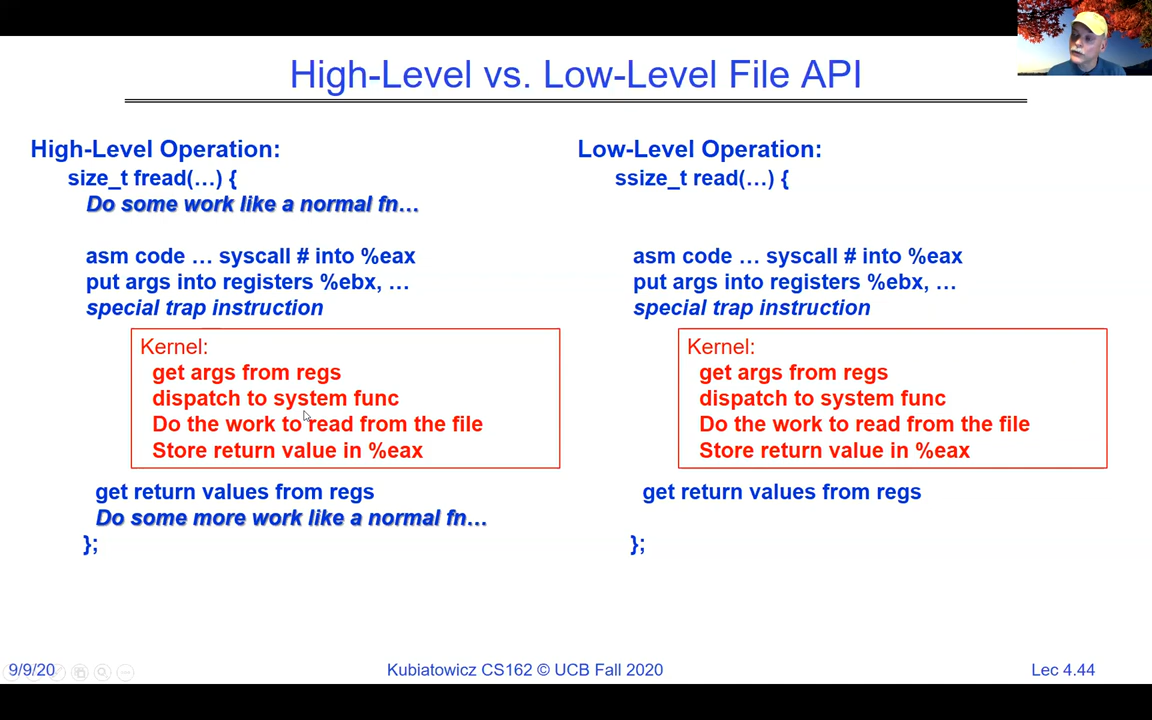 High-Level vs. Low-Level File API
High-Level Operation:
size_t fread(…) {
Do some work like a normal fn…
asm code … syscall # into %eax
put args into registers %ebx, …
special trap instruction
Kernel:
get args from regs
dispatch to system func
Do the work to read from the file
Store return value in %eax
get return values from regs
Do some more work like a normal fn…
};
Low-Level Operation:
ssize_t read(…) {
asm code … syscall # into %eax
put args into registers %ebx, …
special trap instruction
Kernel:
get args from regs
dispatch to system func
Do the work to read from the file
Store return value in %eax
get return values from regs
};
9/9/20
Kubiatowicz CS162 © UCB Fall 2020
Lec 4.44